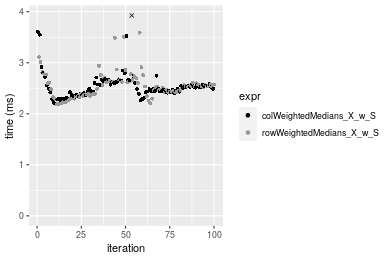 4
3
2
1
0
time (ms)
0
25
50
75
100
iteration
expr
colWeightedMedians_X_w_S
rowWeightedMedians_X_w_S